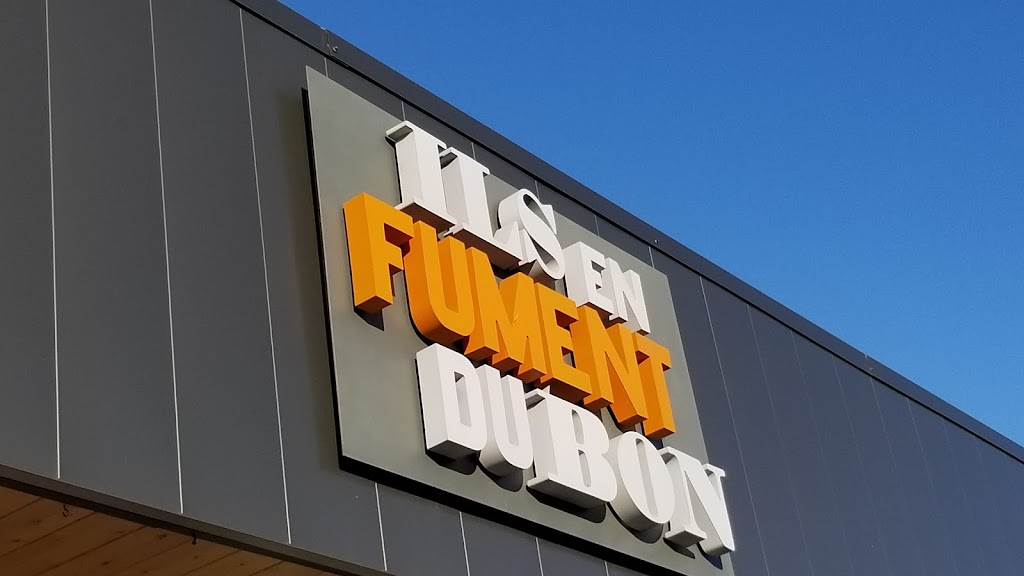 ILS EN
FUMENT
DU BON